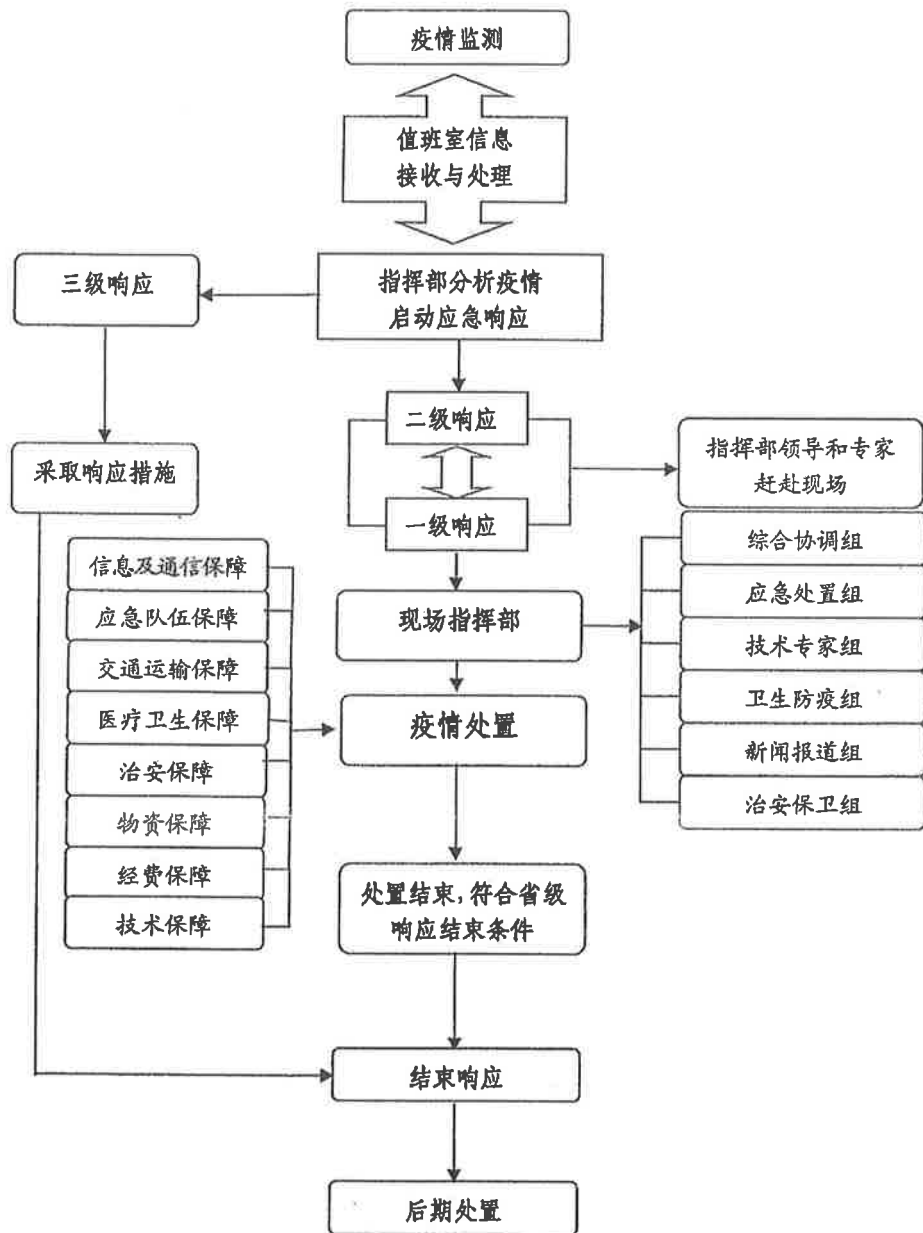 疫情监测
值班室信息
接收与处理
三级响应
指挥部分析疫情
启动应急响应
二级响应
采取响应措施
指挥部领导和专家
赶赴现场
一级响应
信息及通信保障
应急队伍保障
交通运输保障
医疗卫生保障
治安保障
物资保障
经费保障
技术保障
现场指挥部
疫情处置
综合协调组
应急处置组
技术专家组
卫生防疫组
新闻报道组
治安保卫组
处置结束,符合省级
响应结束条件
结束响应
后期处置